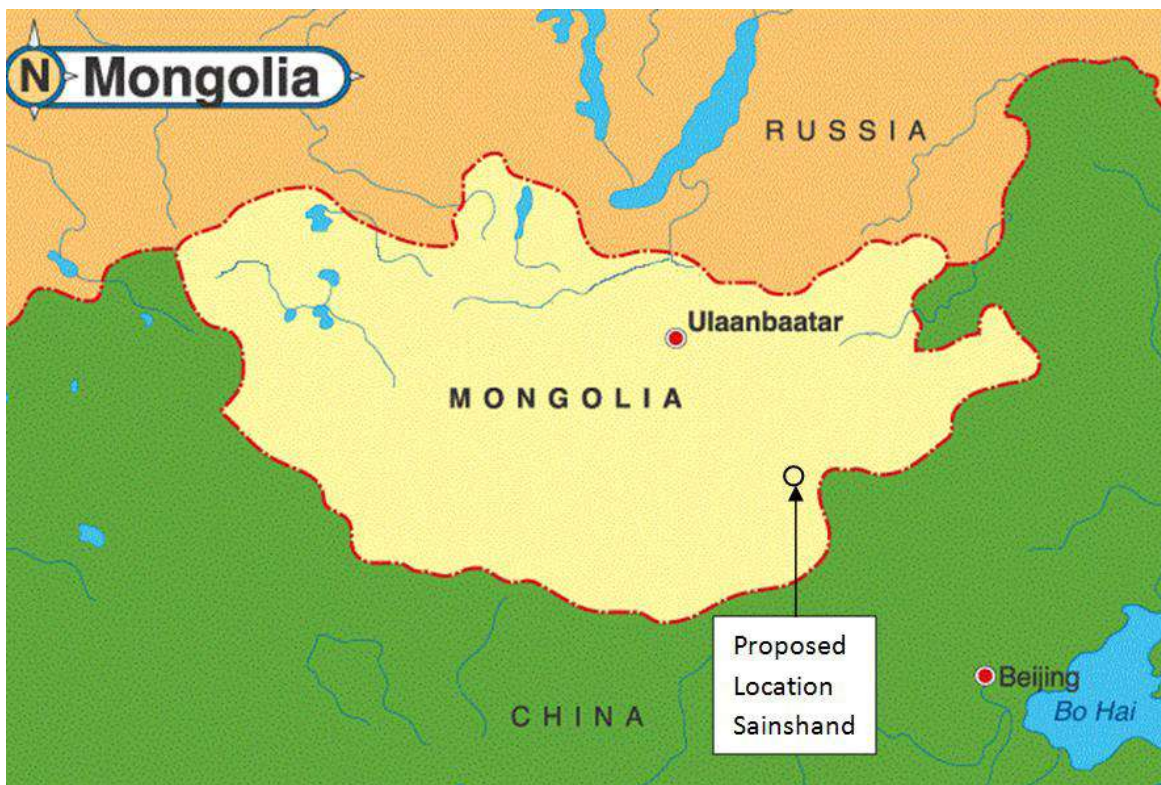 N Mongolia
RUSSIA
Ulaanbaatar
MONGOLIA
Proposed
Location
Sainshand
Beijing
Bo Hai
CHINA